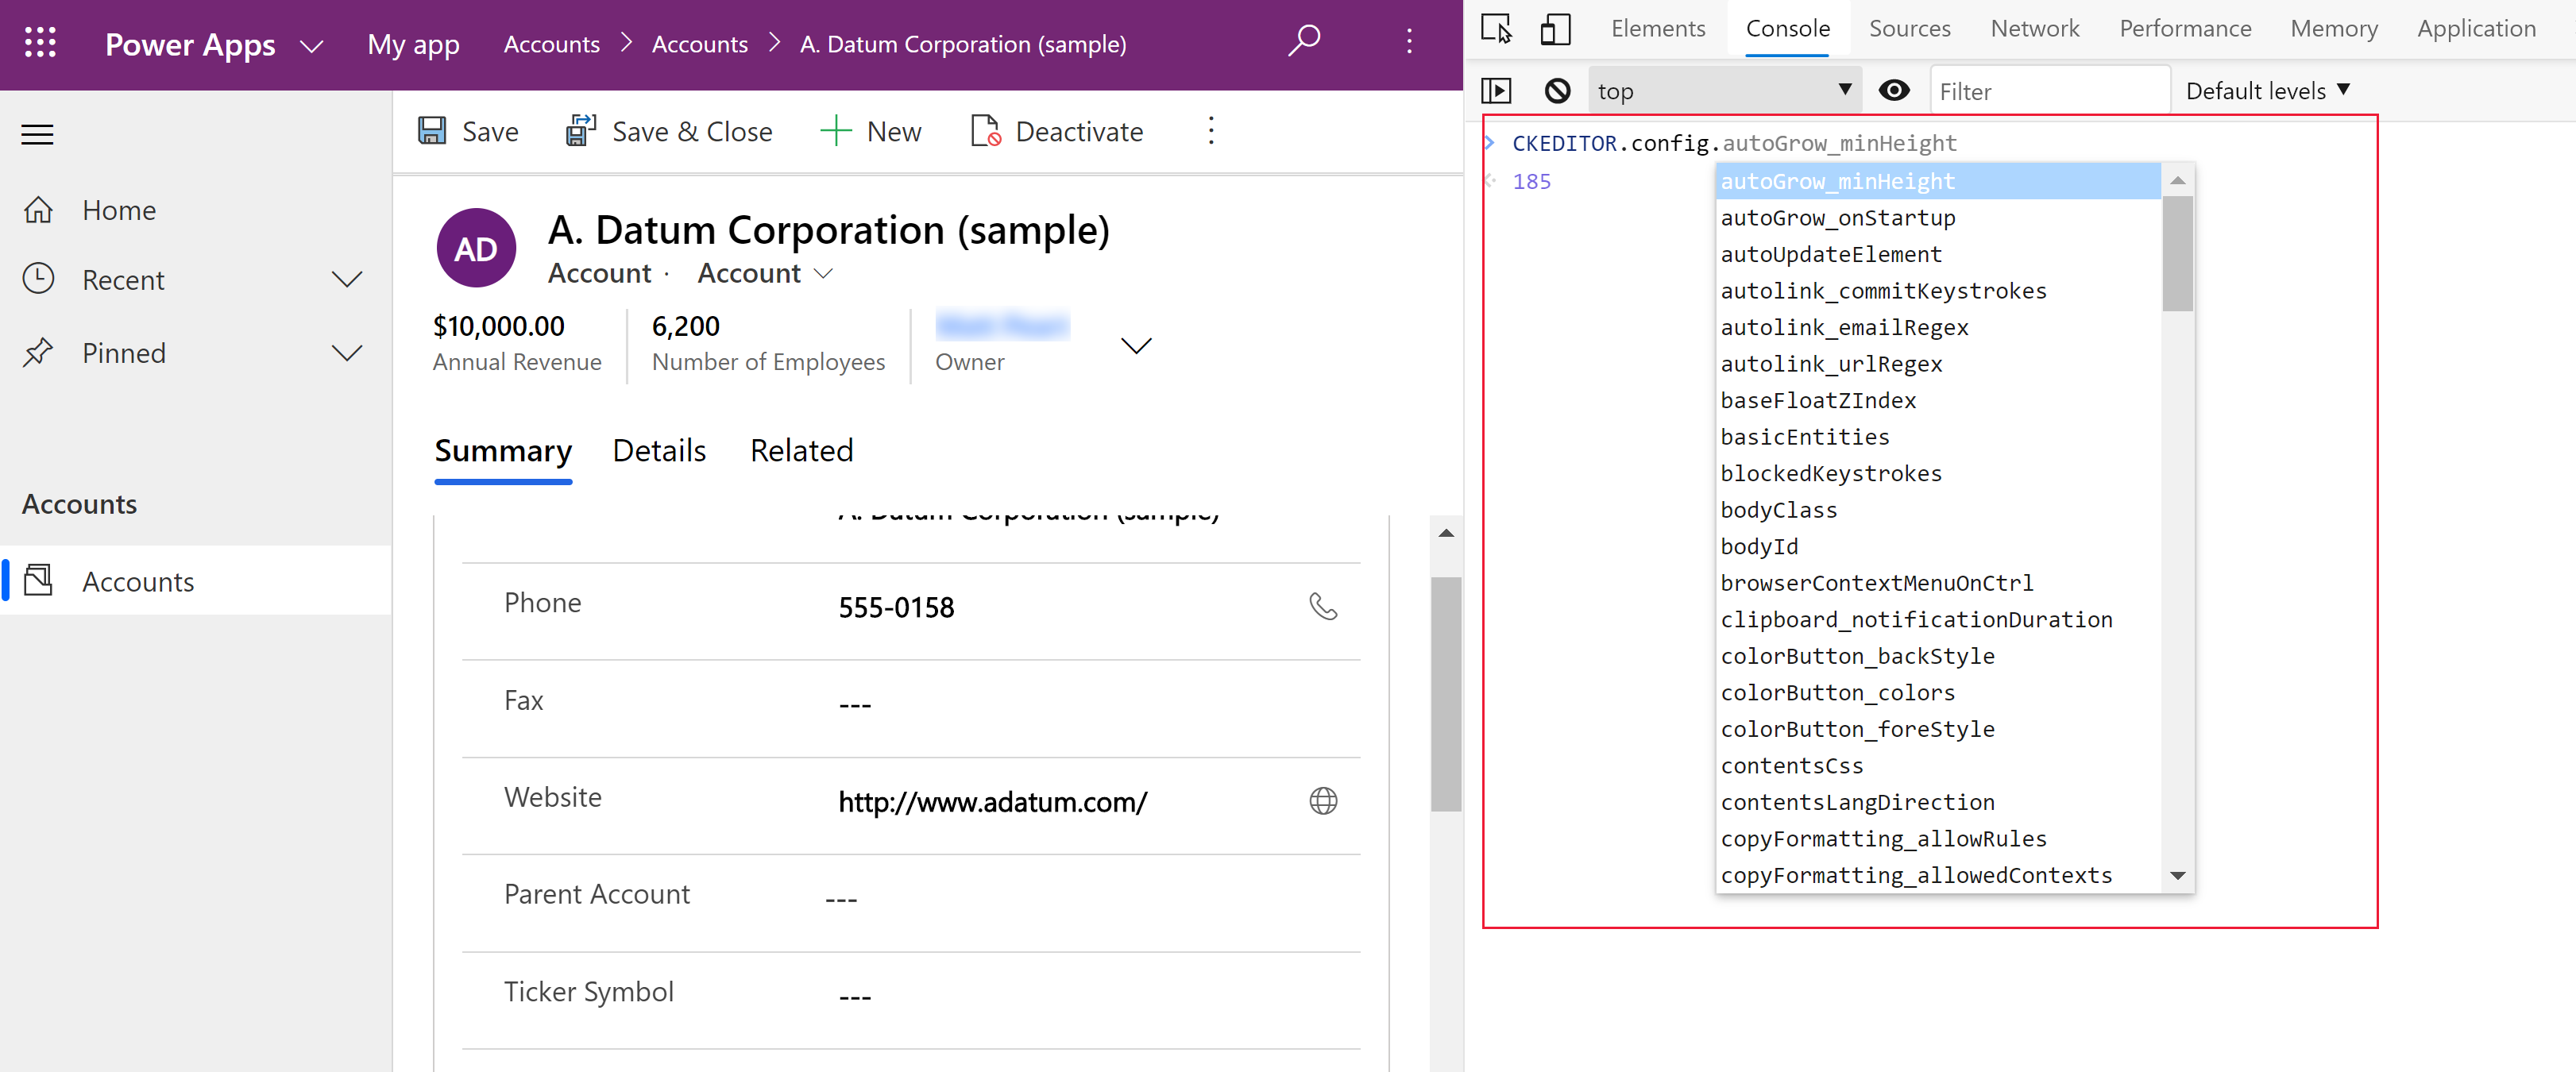 Power Apps My app Accounts Accounts A. Datum Corporation (sample)
Home
Recent
Pinned
Accounts
Accounts
Save Save & Close New Deactivate
AD
A. Datum Corporation (sample)
Account · Account
$10,000.00 6,200
Annual Revenue Number of Employees Owner
Summary Details Related
A. Datum Corporation (sample)
Phone 555-0158
Fax ---
Website http://www.adatum.com/
Parent Account ---
Ticker Symbol ---
Elements Console Sources Network Performance Memory Application
top Filter Default levels
CKEDITOR.config.autoGrow_minHeight
185
autoGrow_minHeight
autoGrow_onStartup
autoUpdateElement
autolink_commitKeystrokes
autolink_emailRegex
autolink_urlRegex
baseFloatZIndex
basicEntities
blockedKeystrokes
bodyClass
bodyId
browserContextMenuOnCtrl
clipboard_notificationDuration
colorButton_backStyle
colorButton_colors
colorButton_foreStyle
contentsCss
contentsLangDirection
copyFormatting_allowRules
copyFormatting_allowedContexts